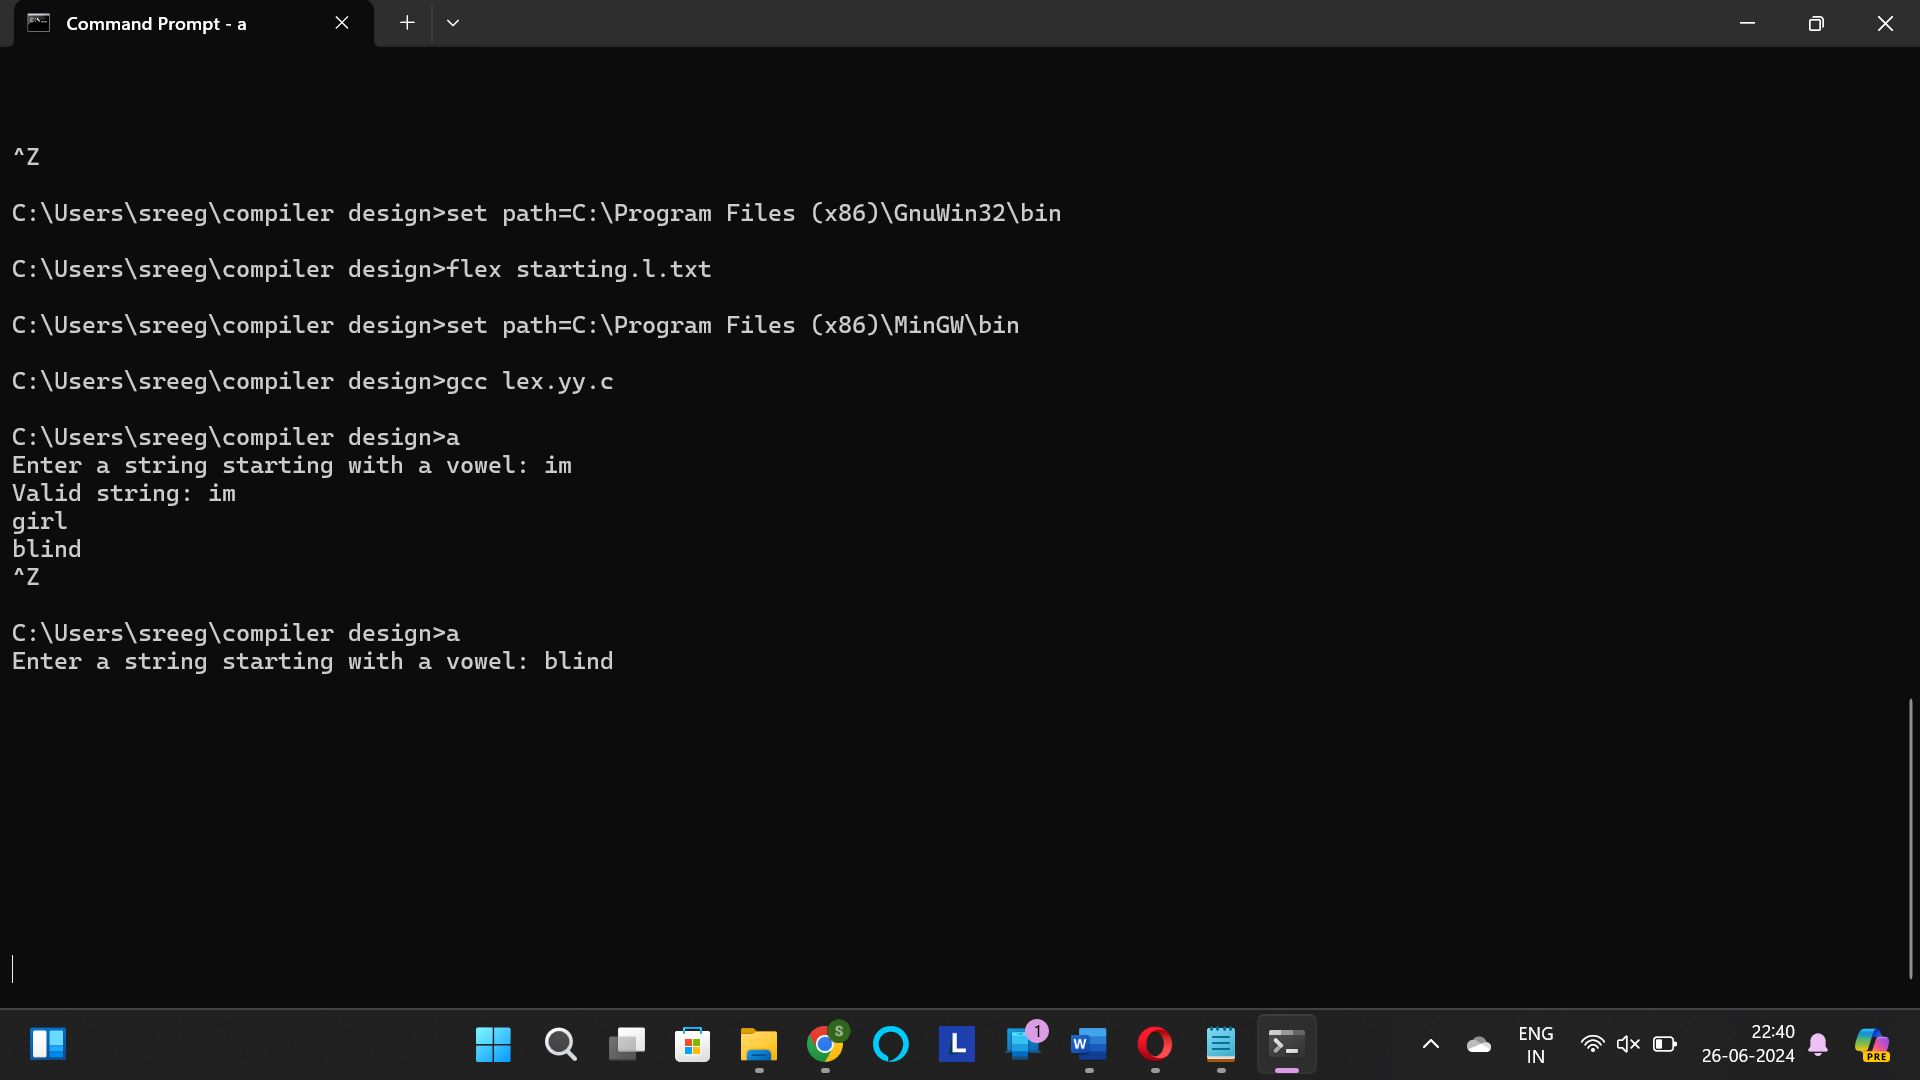 Command Prompt - a
^Z
C:\Users\sreeg\compiler design>set path=C:\Program Files (x86)\GnuWin32\bin
C:\Users\sreeg\compiler design>flex starting.l.txt
C:\Users\sreeg\compiler design>set path=C:\Program Files (x86)\MinGW\bin
C:\Users\sreeg\compiler design>gcc lex.yy.c
C:\Users\sreeg\compiler design>a
Enter a string starting with a vowel: im
Valid string: im
girl
blind
^Z
C:\Users\sreeg\compiler design>a
Enter a string starting with a vowel: blind
S
L
1
W
ENG
IN
22:40
26-06-2024
PRE